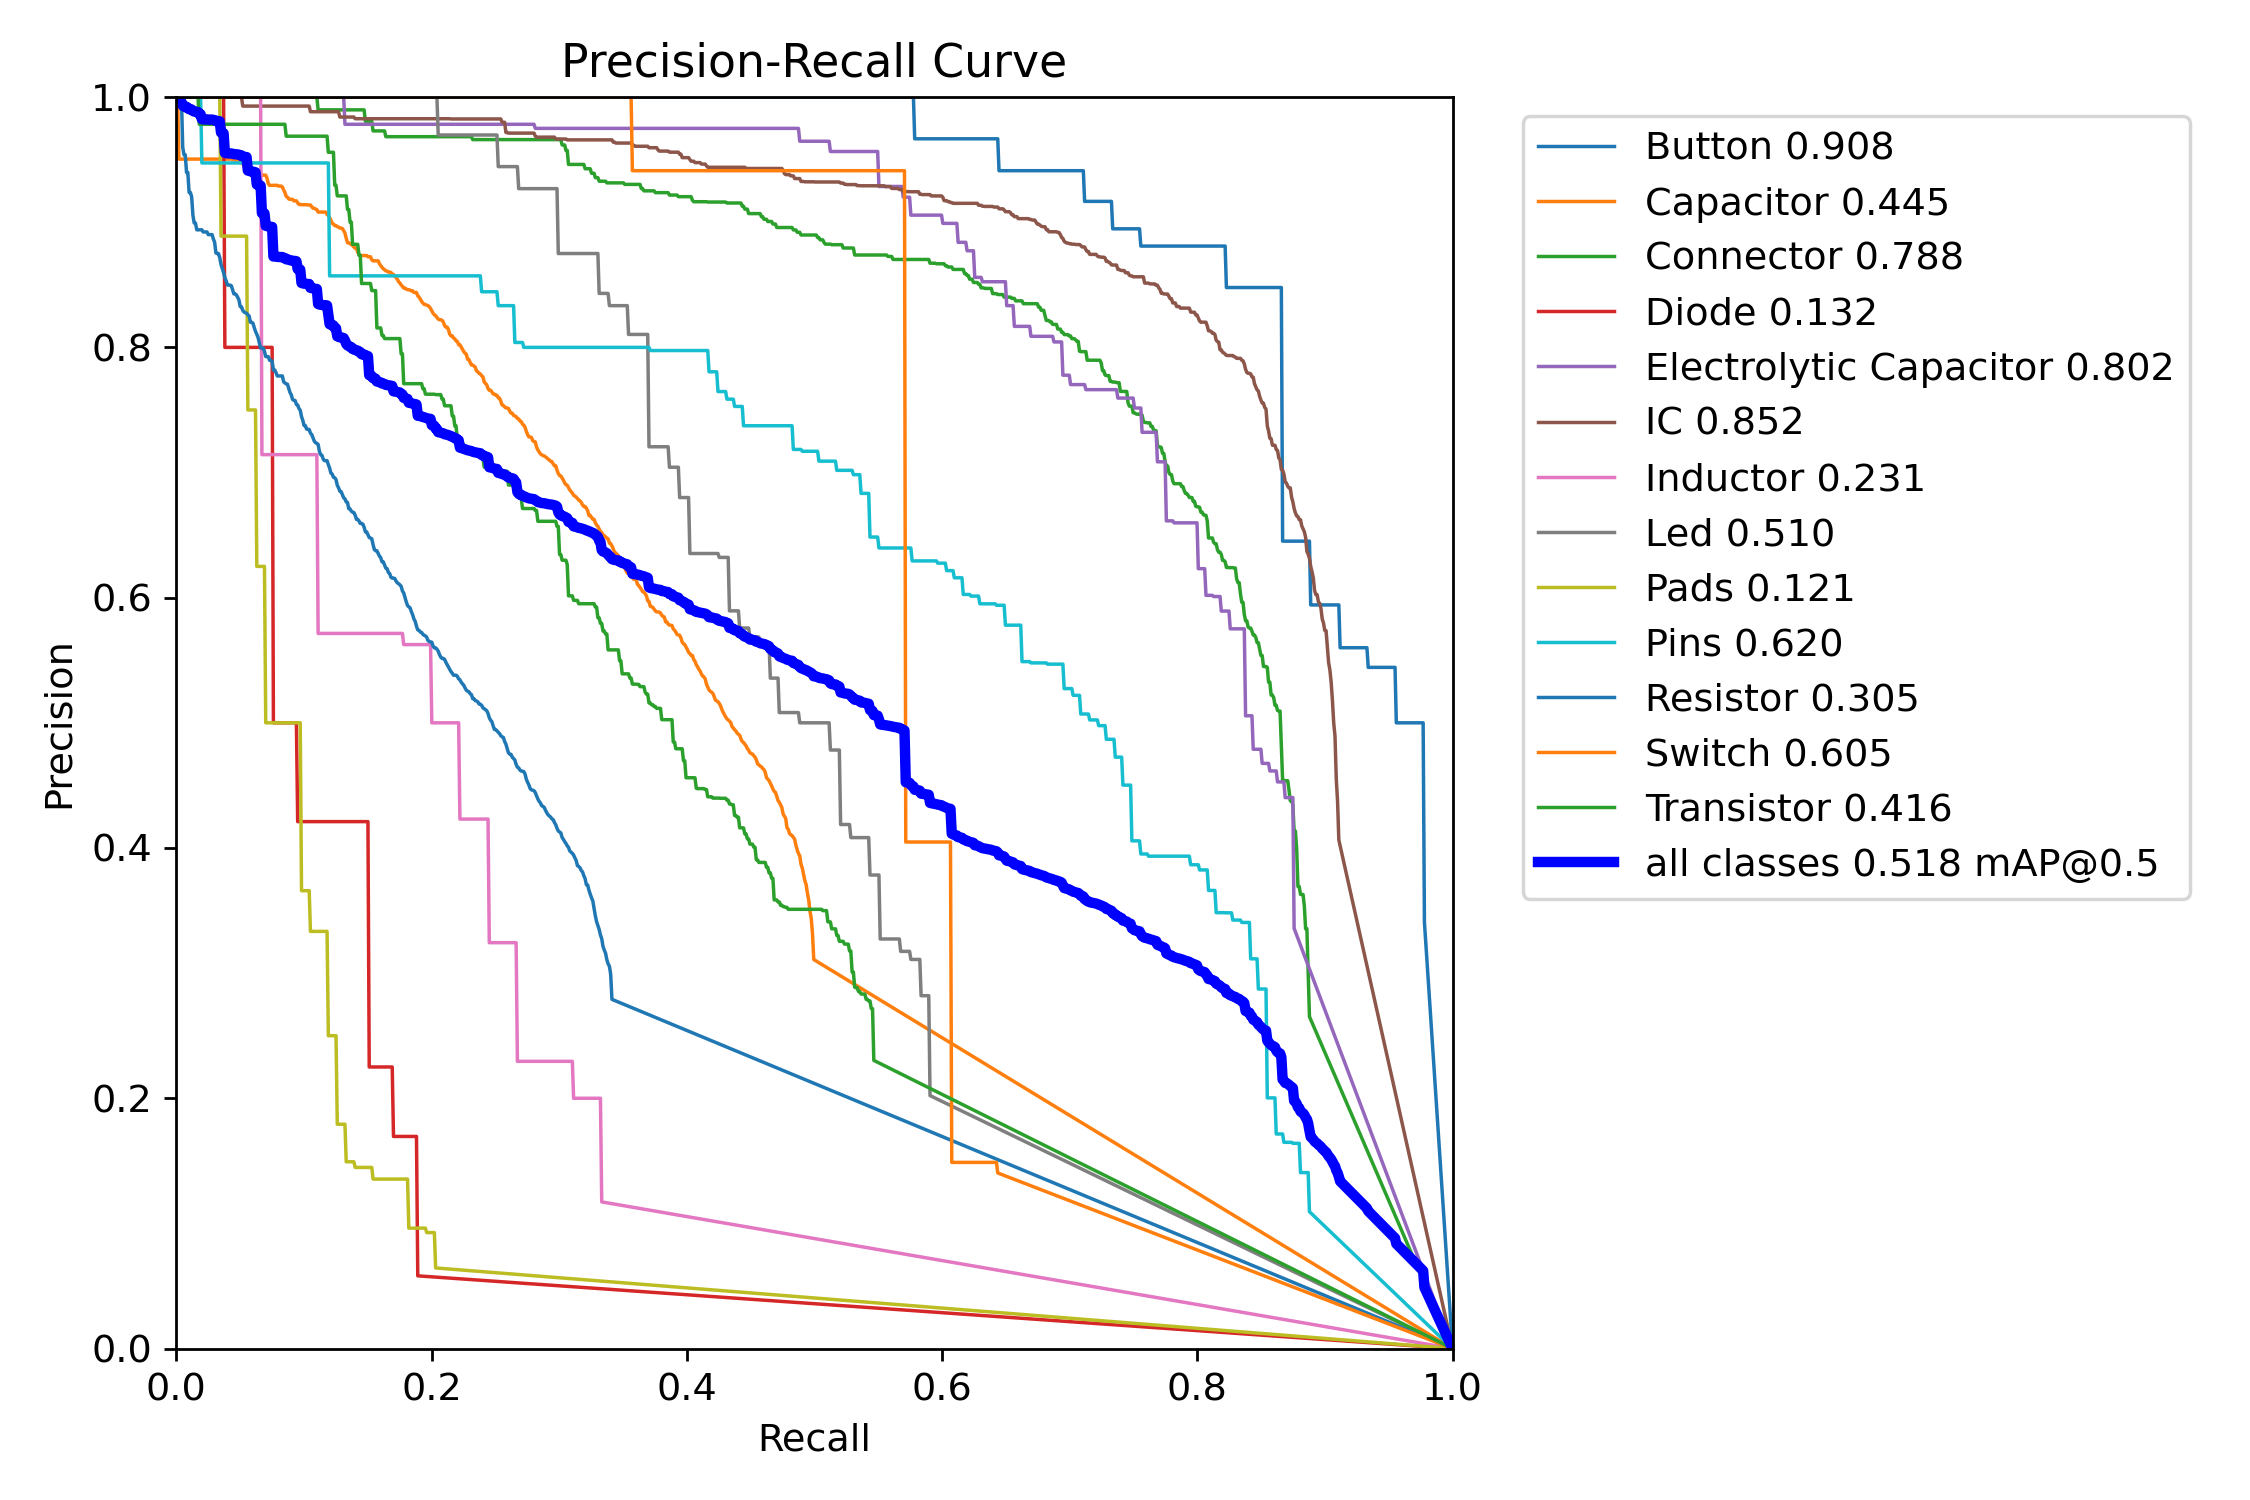 Precision-Recall Curve
1.0
0.8
0.6
0.4
0.2
0.0
Precision
0.0 0.2 0.4 0.6 0.8 1.0
Recall
Button 0.908
Capacitor 0.445
Connector 0.788
Diode 0.132
Electrolytic Capacitor 0.802
IC 0.852
Inductor 0.231
Led 0.510
Pads 0.121
Pins 0.620
Resistor 0.305
Switch 0.605
Transistor 0.416
all classes 0.518 mAP@0.5